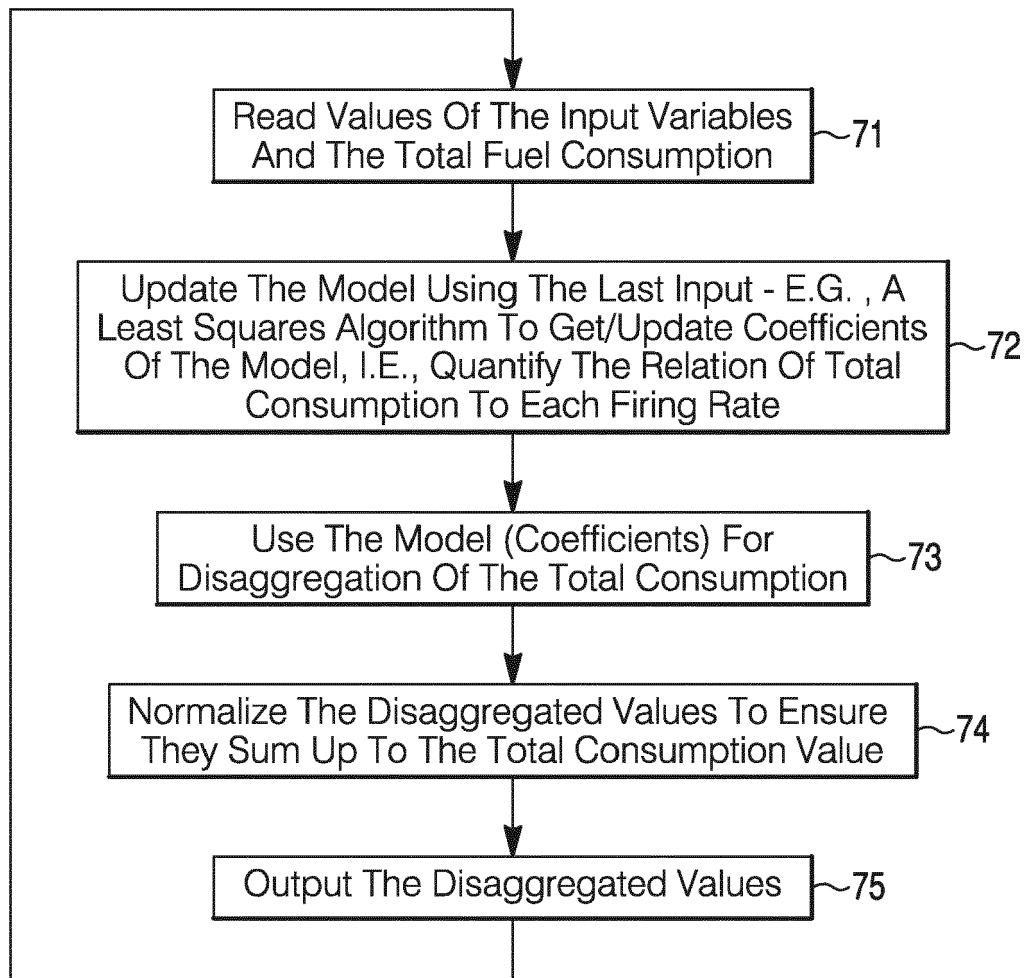 Read Values Of The Input Variables
And The Total Fuel Consumption
71
Update The Model Using The Last Input - E.G. , A
Least Squares Algorithm To Get/Update Coefficients
Of The Model, I.E., Quantify The Relation Of Total
Consumption To Each Firing Rate
72
Use The Model (Coefficients) For
Disaggregation Of The Total Consumption
73
Normalize The Disaggregated Values To Ensure
They Sum Up To The Total Consumption Value
74
Output The Disaggregated Values
75